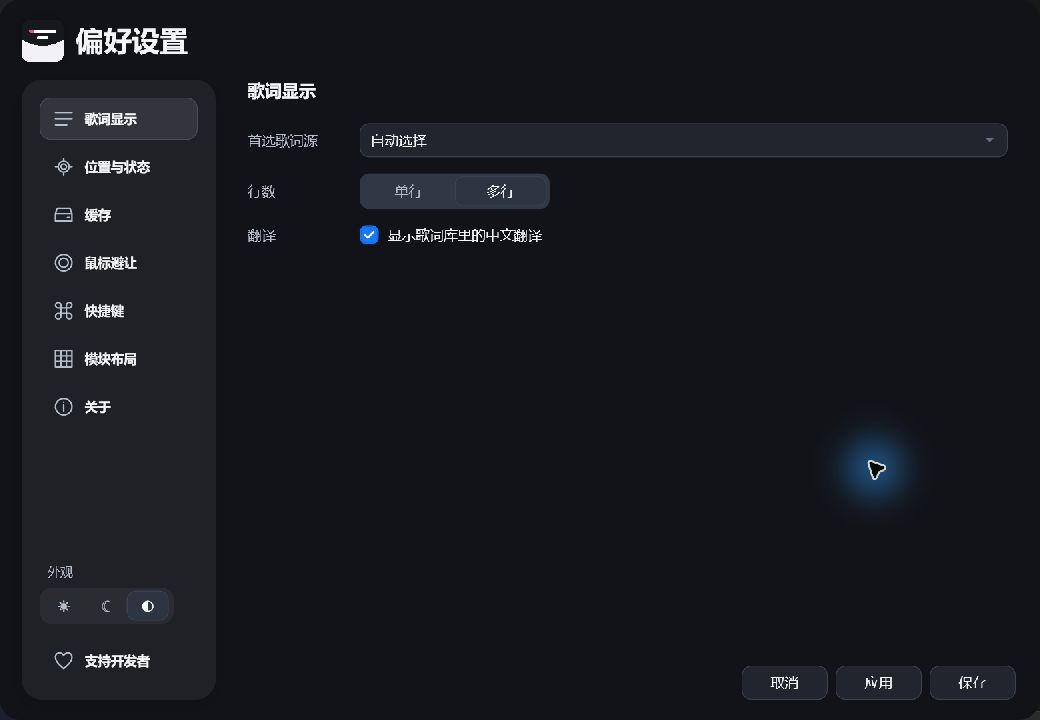 偏好设置
歌词显示
位置与状态
缓存
鼠标避让
快捷键
模块布局
关于
外观
支持开发者
歌词显示
首选歌词源 自动选择
行数 单行 多行
翻译 显示歌词库里的中文翻译
取消 应用 保存